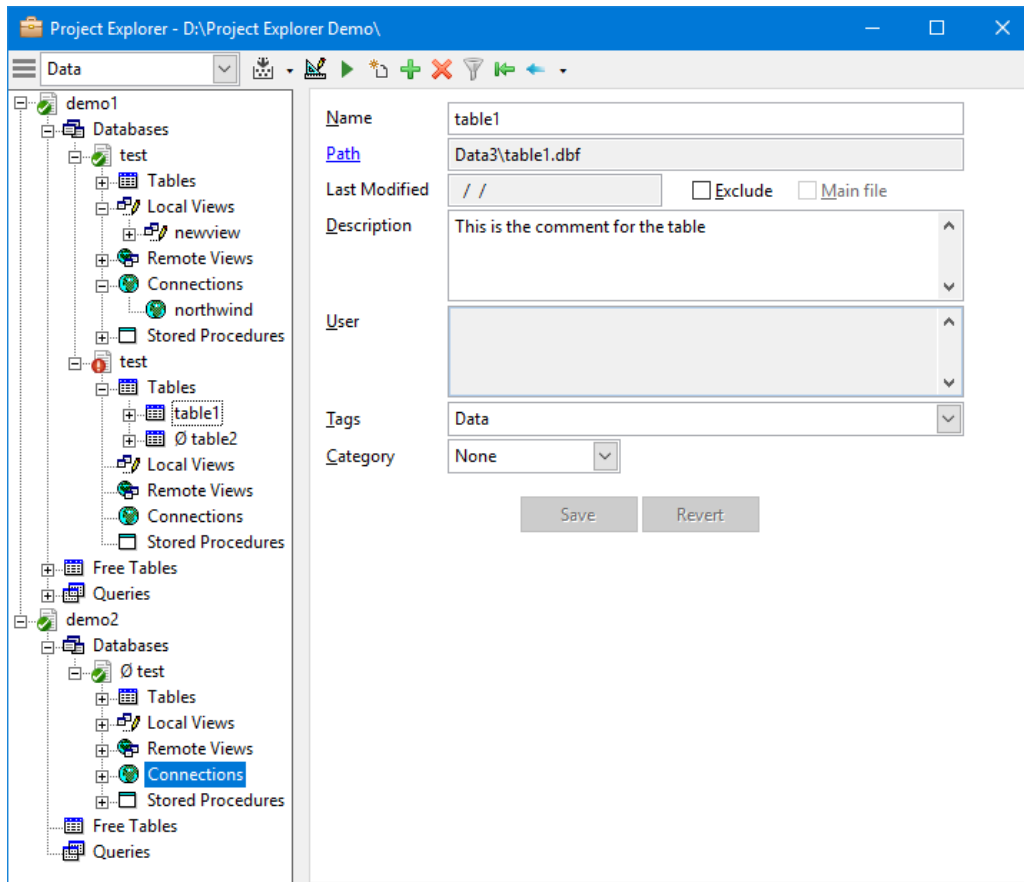 Project Explorer - D:\Project Explorer Demo\
Data
demo1
Databases
test
Tables
Local Views
newview
Remote Views
Connections
northwind
Stored Procedures
test
Tables
table1
Ø table2
Local Views
Remote Views
Connections
Stored Procedures
Free Tables
Queries
demo2
Databases
Ø test
Tables
Local Views
Remote Views
Connections
Stored Procedures
Free Tables
Queries
Name table1
Path Data3\table1.dbf
Last Modified / / Exclude Main file
Description This is the comment for the table
User
Tags Data
Category None
Save Revert